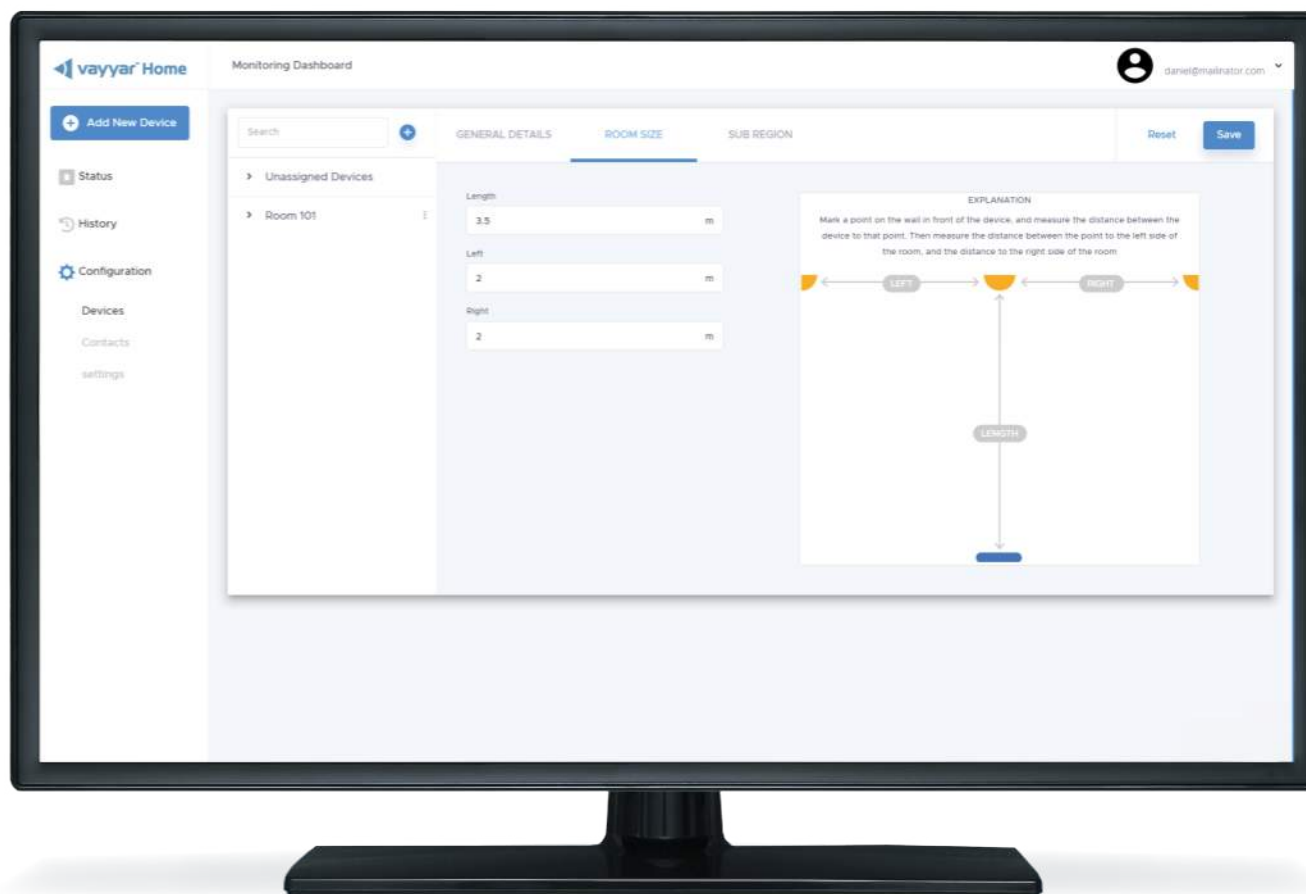 vayyar Home
Monitoring Dashboard
daniel@mailinator.com
Add New Device
Status
History
Configuration
Devices
Contacts
settings
Search
Unassigned Devices
Room 101
GENERAL DETAILS
ROOM SIZE
SUB REGION
Reset
Save
Length
3.5 m
Left
2 m
Right
2 m
EXPLANATION
Mark a point on the wall in front of the device, and measure the distance between the
device to that point. Then measure the distance between the point to the left side of
the room, and the distance to the right side of the room
LEFT
RIGHT
LENGTH